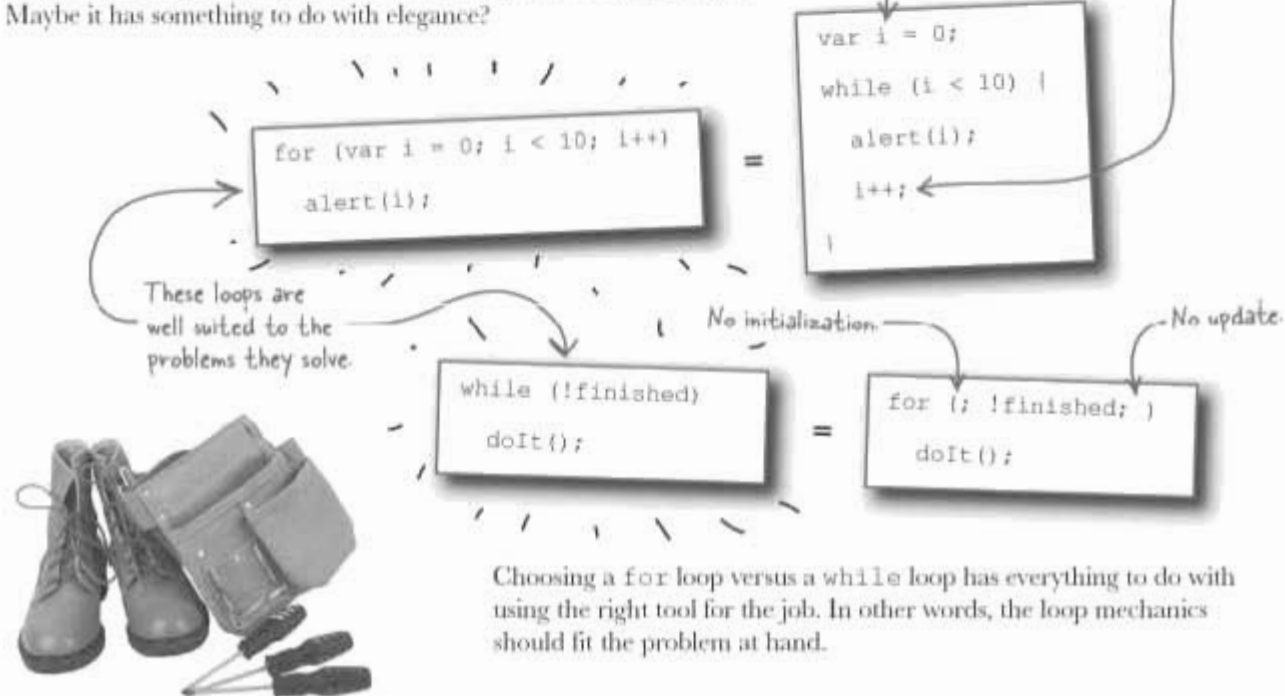 Maybe it has something to do with elegance?
var i = 0;
while (i < 10) {
alert(i);
i++;
}
for (var i = 0; i < 10; i++)
alert(i);
=
These loops are
well suited to the
problems they solve.
No initialization.
No update.
while (!finished)
doIt();
=
for (; !finished; )
doIt();
Choosing a for loop versus a while loop has everything to do with
using the right tool for the job. In other words, the loop mechanics
should fit the problem at hand.